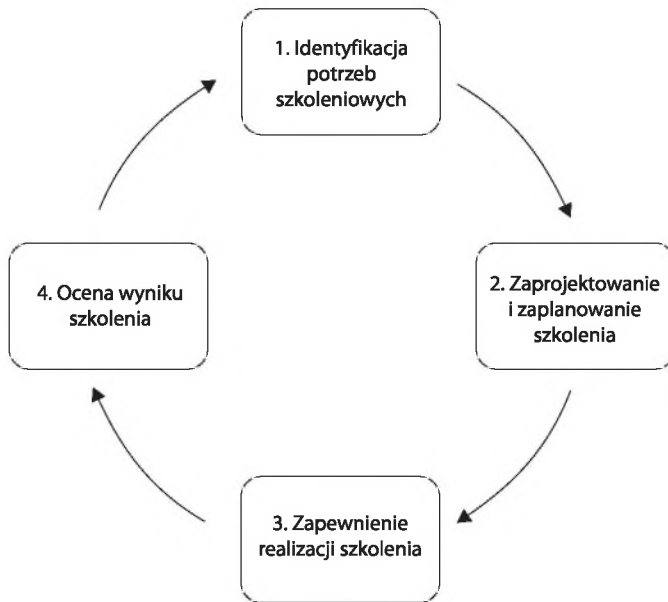 1. Identyfikacja
potrzeb
szkoleniowych
2. Zaprojektowanie
i zaplanowanie
szkolenia
3. Zapewnienie
realizacji szkolenia
4. Ocena wyniku
szkolenia